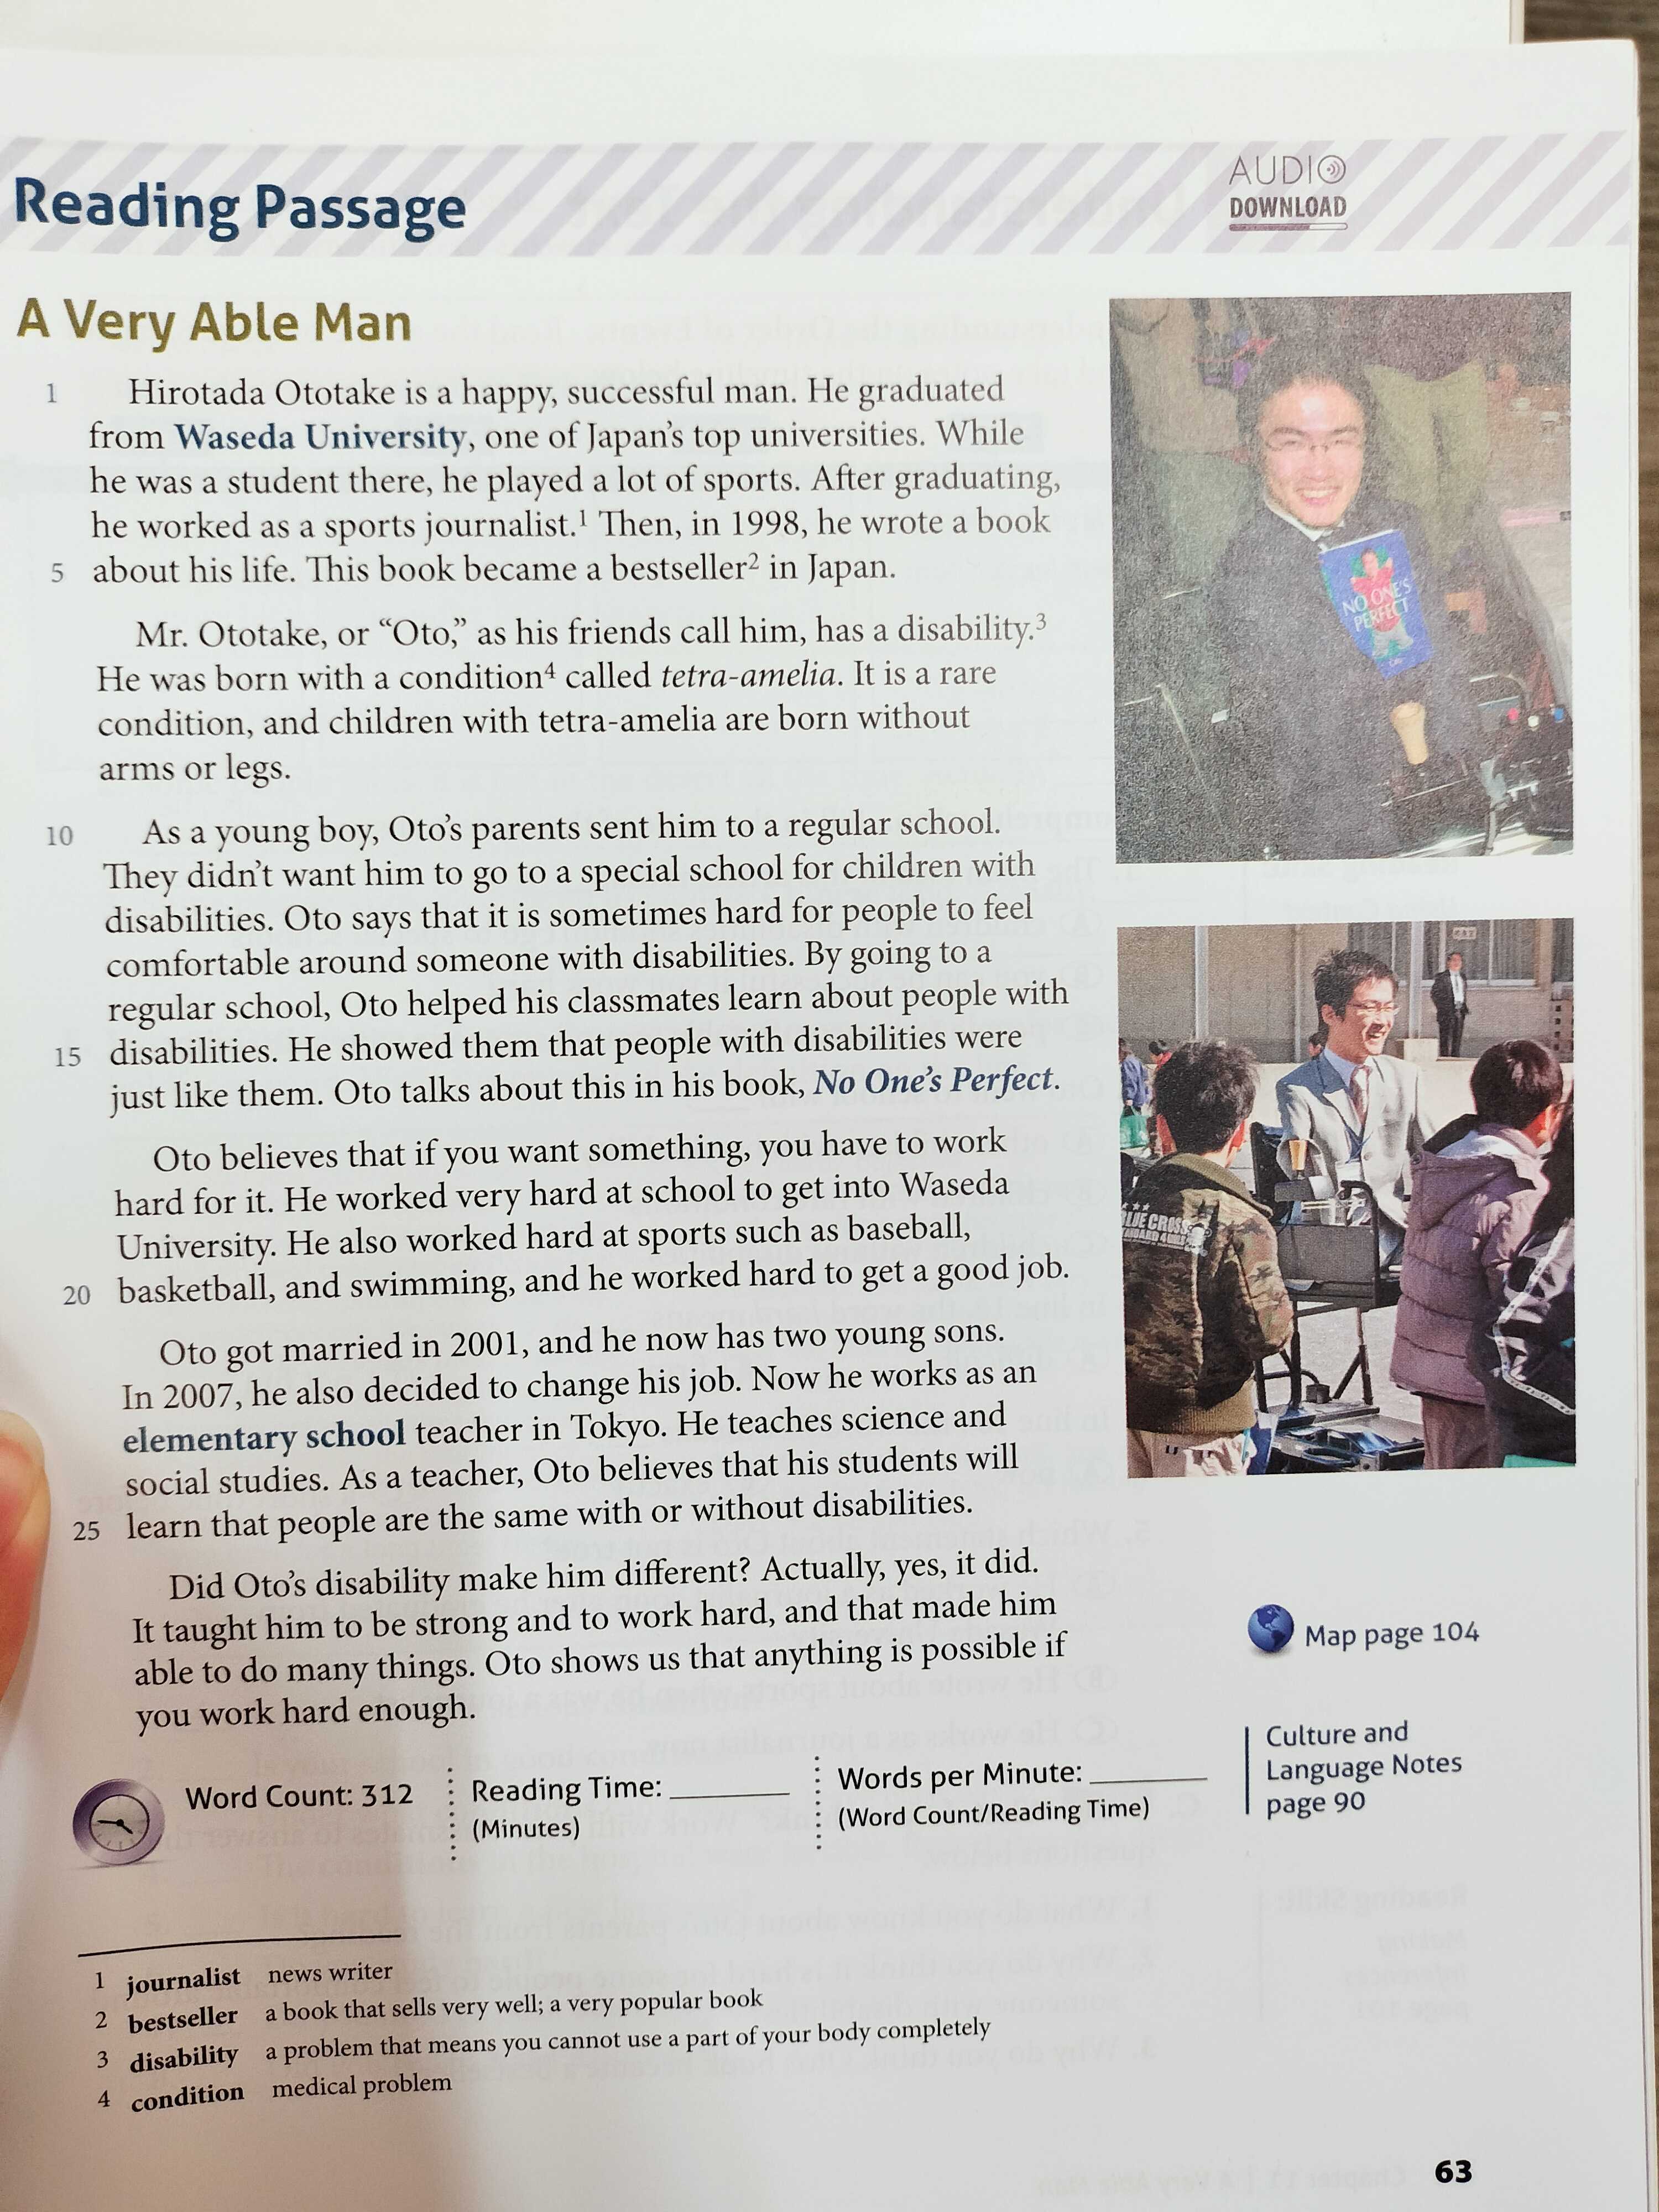 Reading Passage
AUDIO
DOWNLOAD
A Very Able Man
1 Hirotada Ototake is a happy, successful man. He graduated
from Waseda University, one of Japan's top universities. While
he was a student there, he played a lot of sports. After graduating,
he worked as a sports journalist.¹ Then, in 1998, he wrote a book
5 about his life. This book became a bestseller² in Japan.
Mr. Ototake, or “Oto,” as his friends call him, has a disability.³
He was born with a condition⁴ called tetra-amelia. It is a rare
condition, and children with tetra-amelia are born without
arms or legs.
10 As a young boy, Oto's parents sent him to a regular school.
They didn't want him to go to a special school for children with
disabilities. Oto says that it is sometimes hard for people to feel
comfortable around someone with disabilities. By going to a
regular school, Oto helped his classmates learn about people with
15 disabilities. He showed them that people with disabilities were
just like them. Oto talks about this in his book, No One's Perfect.
Oto believes that if you want something, you have to work
hard for it. He worked very hard at school to get into Waseda
University. He also worked hard at sports such as baseball,
20 basketball, and swimming, and he worked hard to get a good job.
Oto got married in 2001, and he now has two young sons.
In 2007, he also decided to change his job. Now he works as an
elementary school teacher in Tokyo. He teaches science and
social studies. As a teacher, Oto believes that his students will
25 learn that people are the same with or without disabilities.
Did Oto's disability make him different? Actually, yes, it did.
It taught him to be strong and to work hard, and that made him
able to do many things. Oto shows us that anything is possible if
you work hard enough.
NO ONE'S
PERFECT
Map page 104
Culture and
Language Notes
page 90
Word Count: 312
Reading Time:
(Minutes)
Words per Minute:
(Word Count/Reading Time)
1 journalist news writer
2 bestseller a book that sells very well; a very popular book
3 disability a problem that means you cannot use a part of your body completely
4 condition medical problem
63